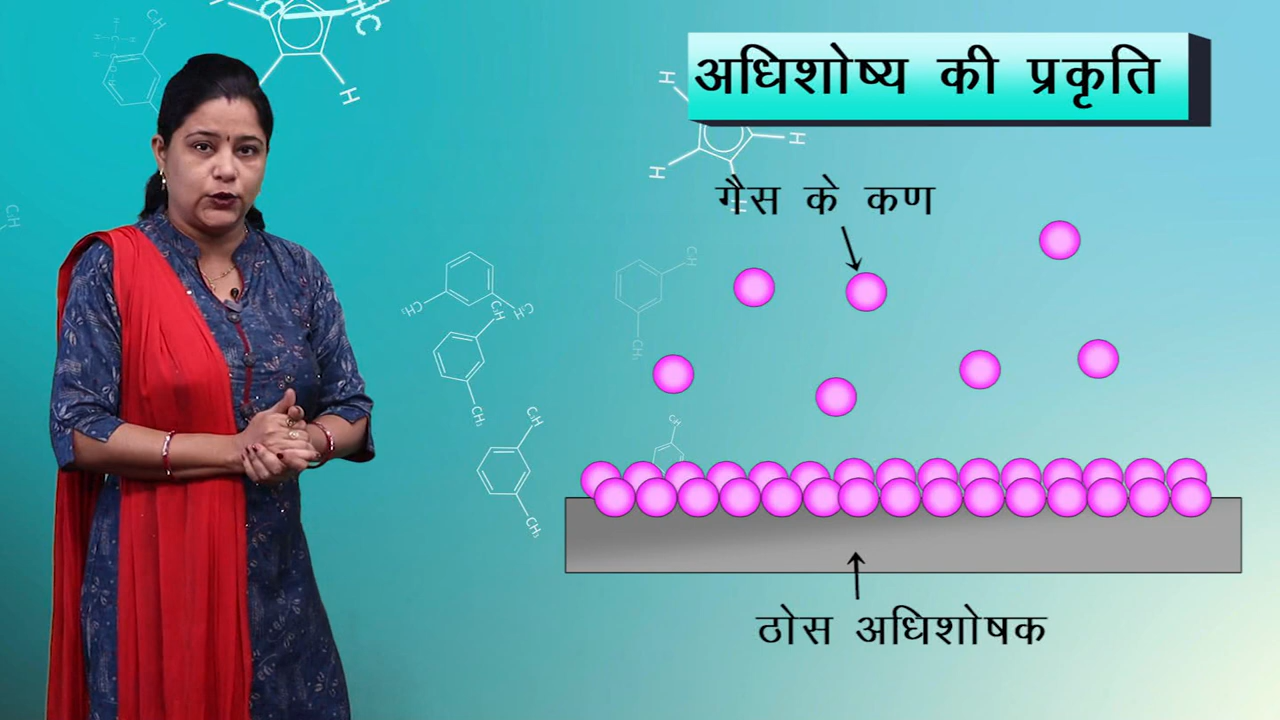 अधिशोष्य की प्रकृति
गैस के कण
ठोस अधिशोषक